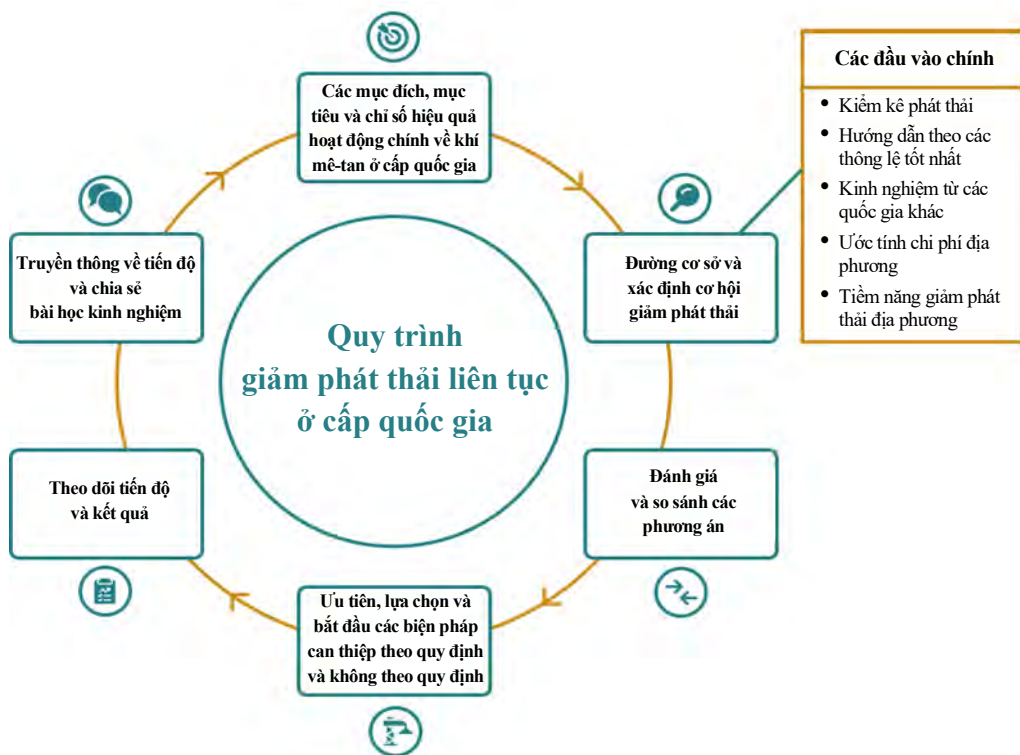 Các mục đích, mục
tiêu và chỉ số hiệu quả
hoạt động chính về khí
mê-tan ở cấp quốc gia
Các đầu vào chính
• Kiểm kê phát thải
• Hướng dẫn theo các
thông lệ tốt nhất
• Kinh nghiệm từ các
quốc gia khác
• Ước tính chi phí địa
phương
• Tiềm năng giảm phát
thải địa phương
Đường cơ sở và
xác định cơ hội
giảm phát thải
Đánh giá
và so sánh các
phương án
Ưu tiên, lựa chọn và
bắt đầu các biện pháp
can thiệp theo quy định
và không theo quy định
Theo dõi tiến độ
và kết quả
Truyền thông về tiến độ
và chia sẻ
bài học kinh nghiệm
Quy trình
giảm phát thải liên tục
ở cấp quốc gia